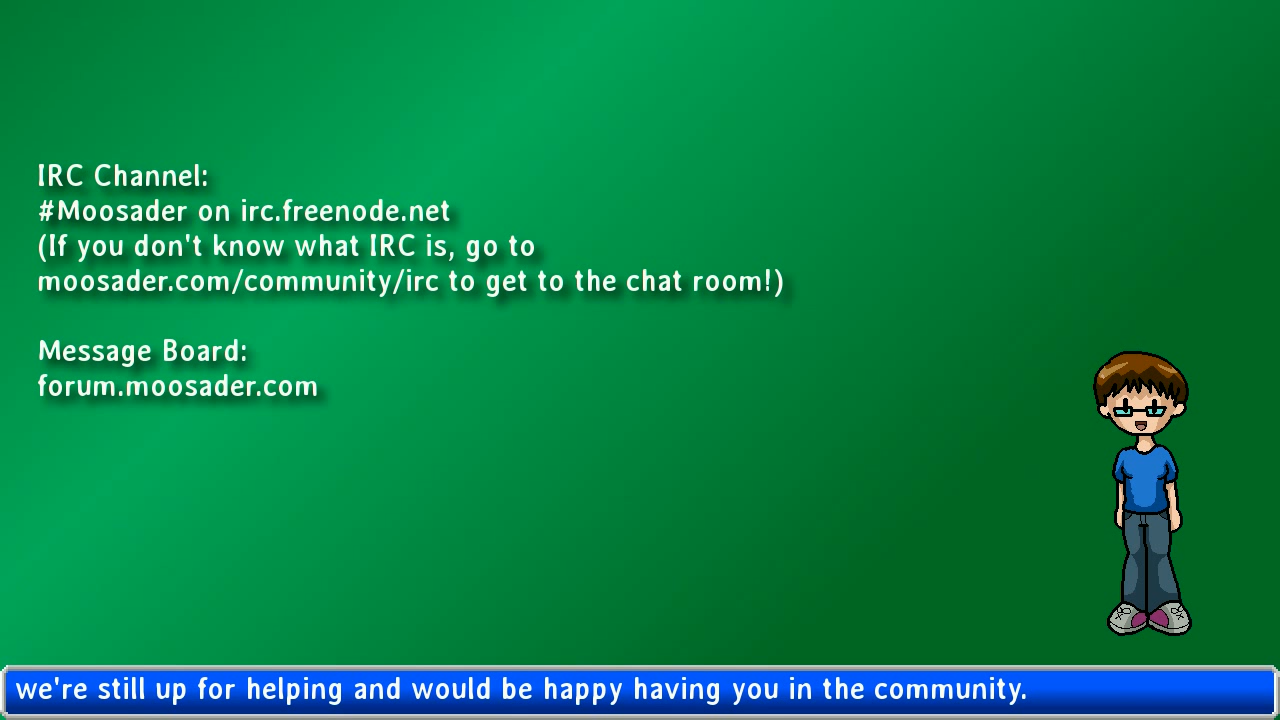 IRC Channel:
#Moosader on irc.freenode.net
(If you don't know what IRC is, go to
moosader.com/community/irc to get to the chat room!)
Message Board:
forum.moosader.com
we're still up for helping and would be happy having you in the community.